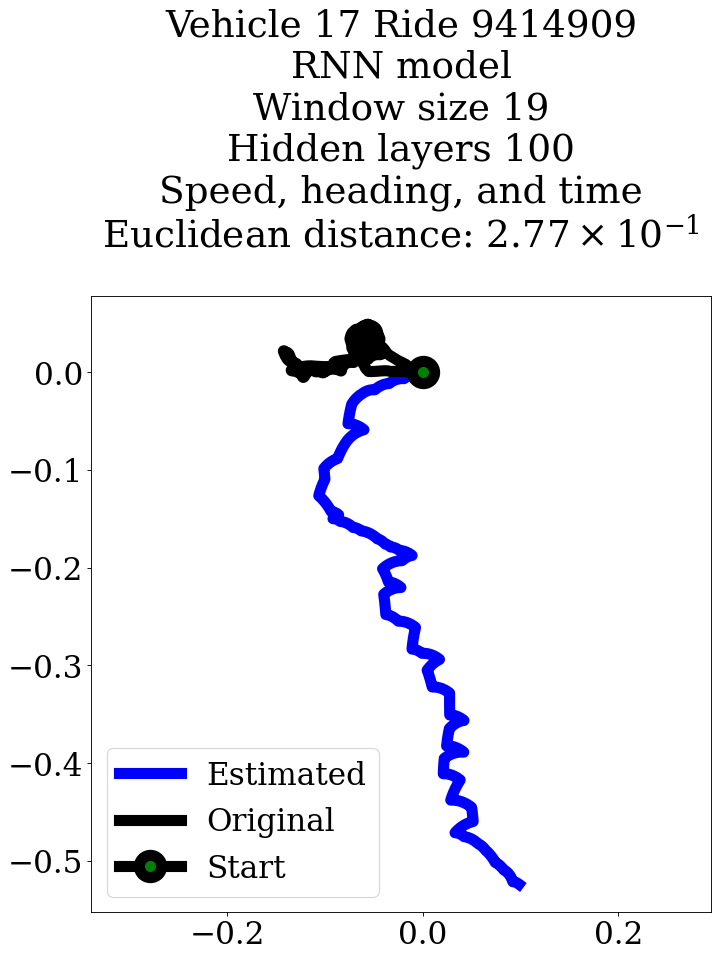 Vehicle 17 Ride 9414909
RNN model
Window size 19
Hidden layers 100
Speed, heading, and time
Euclidean distance: 2.77 × 10⁻¹
0.0
−0.1
−0.2
−0.3
−0.4
−0.5
Estimated
Original
Start
−0.2 0.0 0.2